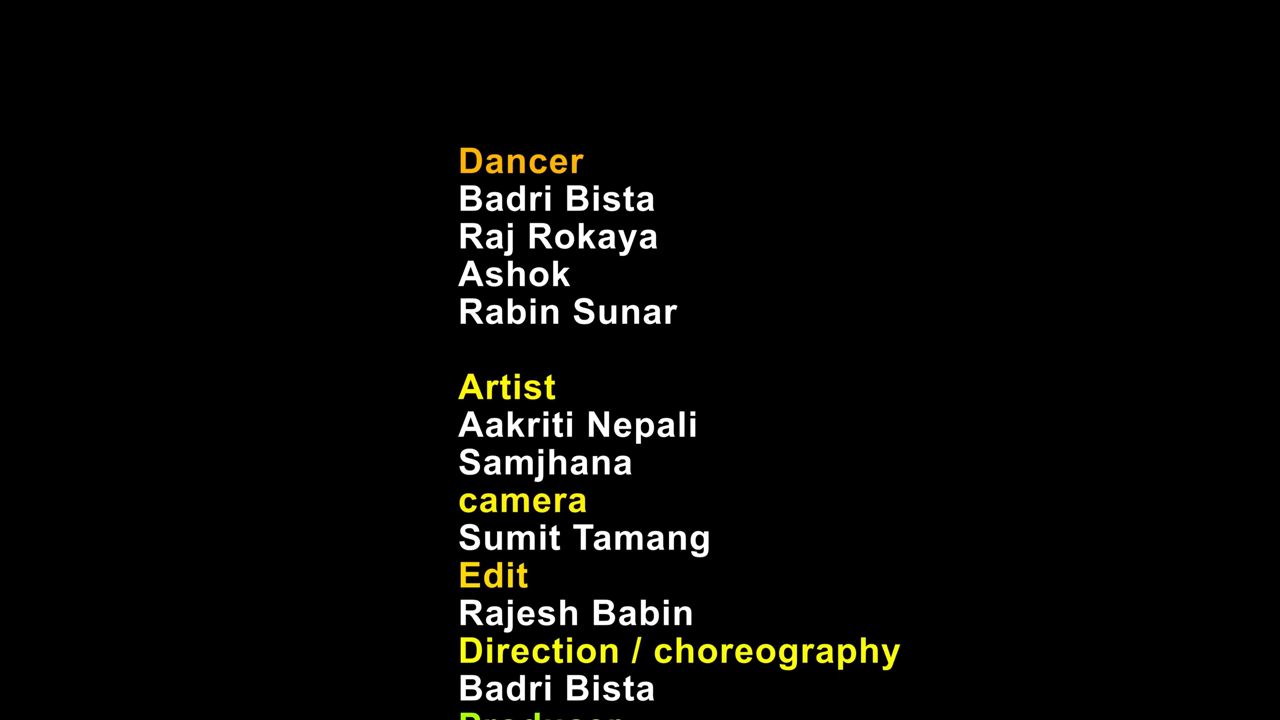 Dancer
Badri Bista
Raj Rokaya
Ashok
Rabin Sunar
Artist
Aakriti Nepali
Samjhana
camera
Sumit Tamang
Edit
Rajesh Babin
Direction / choreography
Badri Bista
Producer